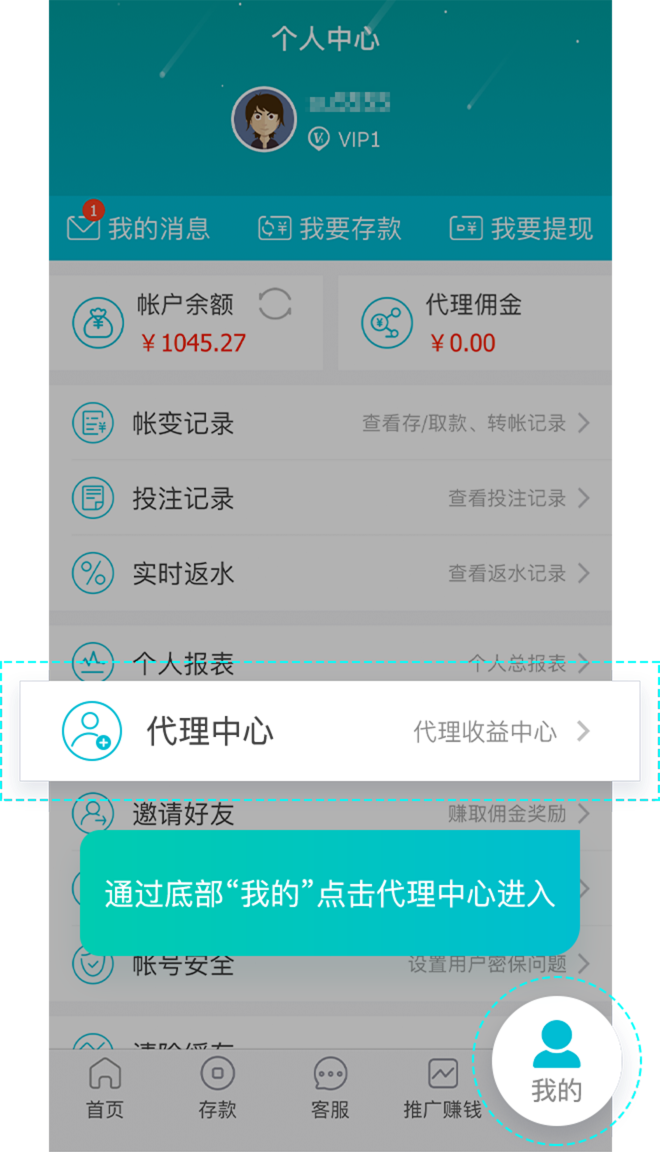 个人中心
VIP1
1
我的消息
我要存款
我要提现
帐户余额
￥1045.27
代理佣金
￥0.00
帐变记录
查看存/取款、转帐记录
投注记录
查看投注记录
实时返水
查看返水记录
个人报表
个人总报表
代理中心
代理收益中心
邀请好友
赚取佣金奖励
通过底部“我的”点击代理中心进入
帐号安全
设置用户密保问题
首页
存款
客服
推广赚钱
我的